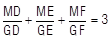 MD/GD + ME/GE + MF/GF = 3